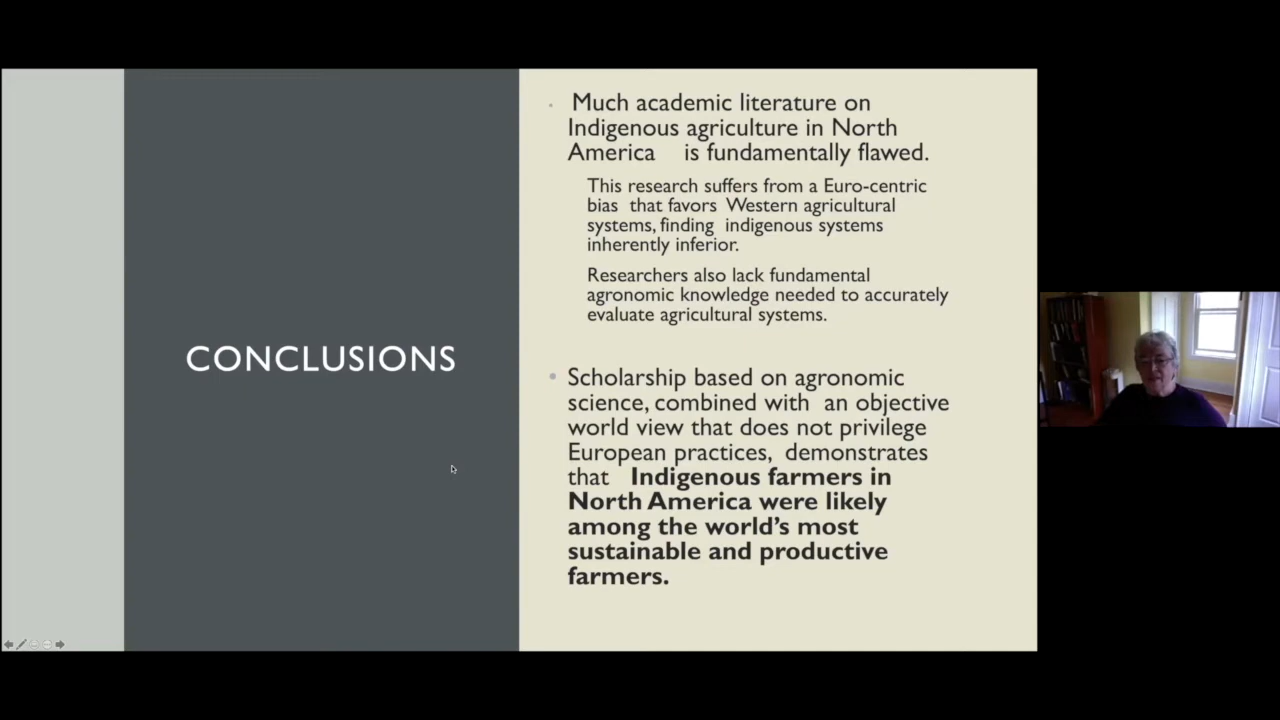 CONCLUSIONS
Much academic literature on
Indigenous agriculture in North
America is fundamentally flawed.
This research suffers from a Euro-centric
bias that favors Western agricultural
systems, finding indigenous systems
inherently inferior.
Researchers also lack fundamental
agronomic knowledge needed to accurately
evaluate agricultural systems.
Scholarship based on agronomic
science, combined with an objective
world view that does not privilege
European practices, demonstrates
that Indigenous farmers in
North America were likely
among the world's most
sustainable and productive
farmers.